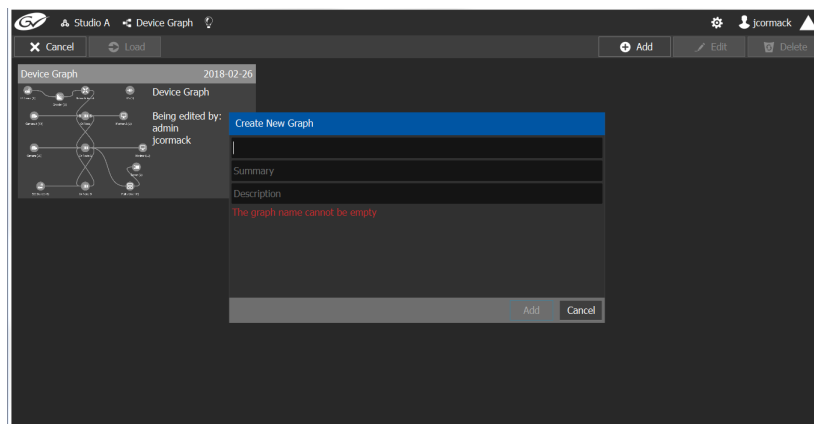 GV Studio A Device Graph jcormack
Cancel Load Add Edit Delete
Device Graph 2018-02-26
Device Graph
Being edited by:
admin
jcormack
Create New Graph
Summary
Description
The graph name cannot be empty
Add Cancel